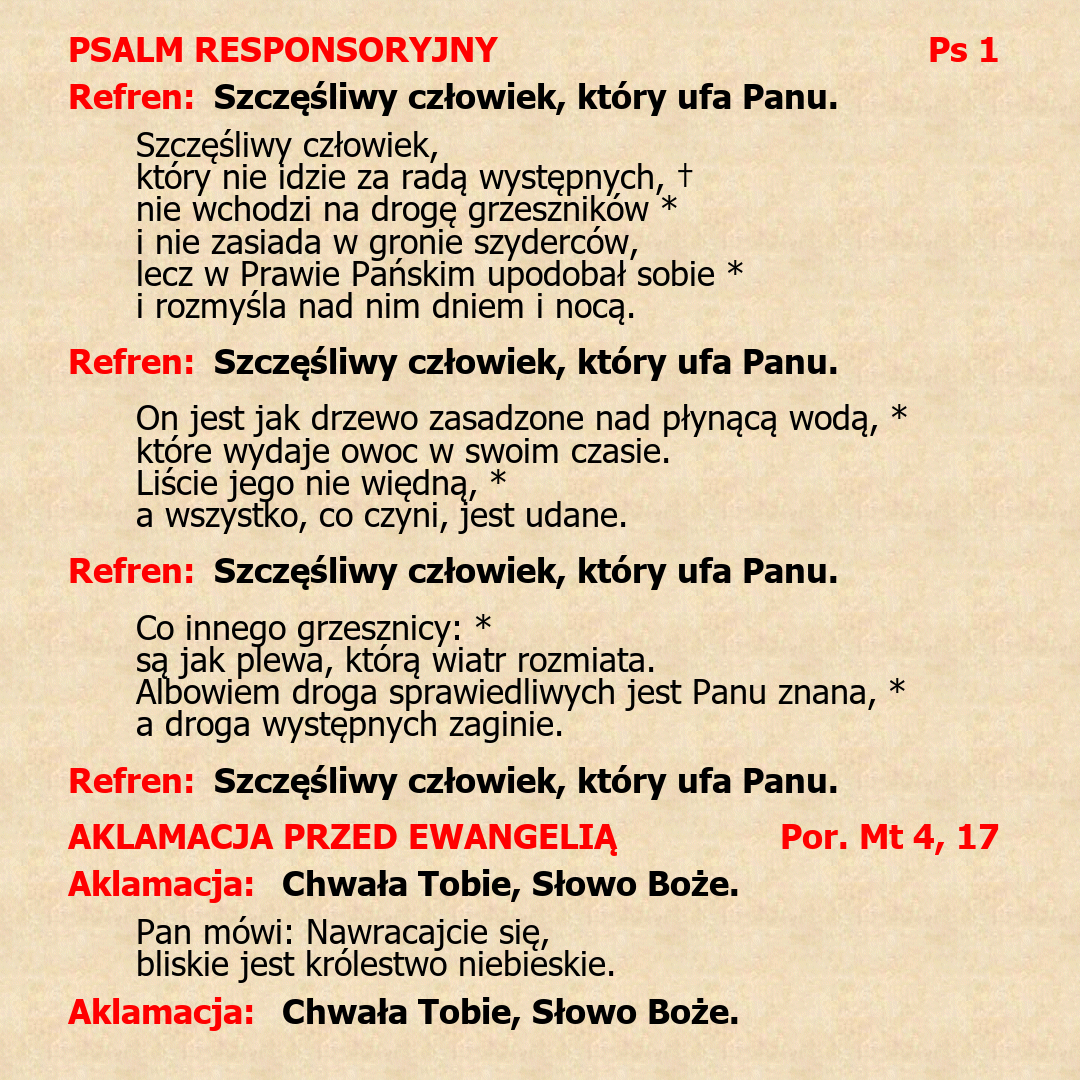 PSALM RESPONSORYJNY Ps 1
Refren: Szczęśliwy człowiek, który ufa Panu.
Szczęśliwy człowiek,
który nie idzie za radą występnych, †
nie wchodzi na drogę grzeszników *
i nie zasiada w gronie szyderców,
lecz w Prawie Pańskim upodobał sobie *
i rozmyśla nad nim dniem i nocą.
Refren: Szczęśliwy człowiek, który ufa Panu.
On jest jak drzewo zasadzone nad płynącą wodą, *
które wydaje owoc w swoim czasie.
Liście jego nie więdną, *
a wszystko, co czyni, jest udane.
Refren: Szczęśliwy człowiek, który ufa Panu.
Co innego grzesznicy: *
są jak plewa, którą wiatr rozmiata.
Albowiem droga sprawiedliwych jest Panu znana, *
a droga występnych zaginie.
Refren: Szczęśliwy człowiek, który ufa Panu.
AKLAMACJA PRZED EWANGELIĄ Por. Mt 4, 17
Aklamacja: Chwała Tobie, Słowo Boże.
Pan mówi: Nawracajcie się,
bliskie jest królestwo niebieskie.
Aklamacja: Chwała Tobie, Słowo Boże.